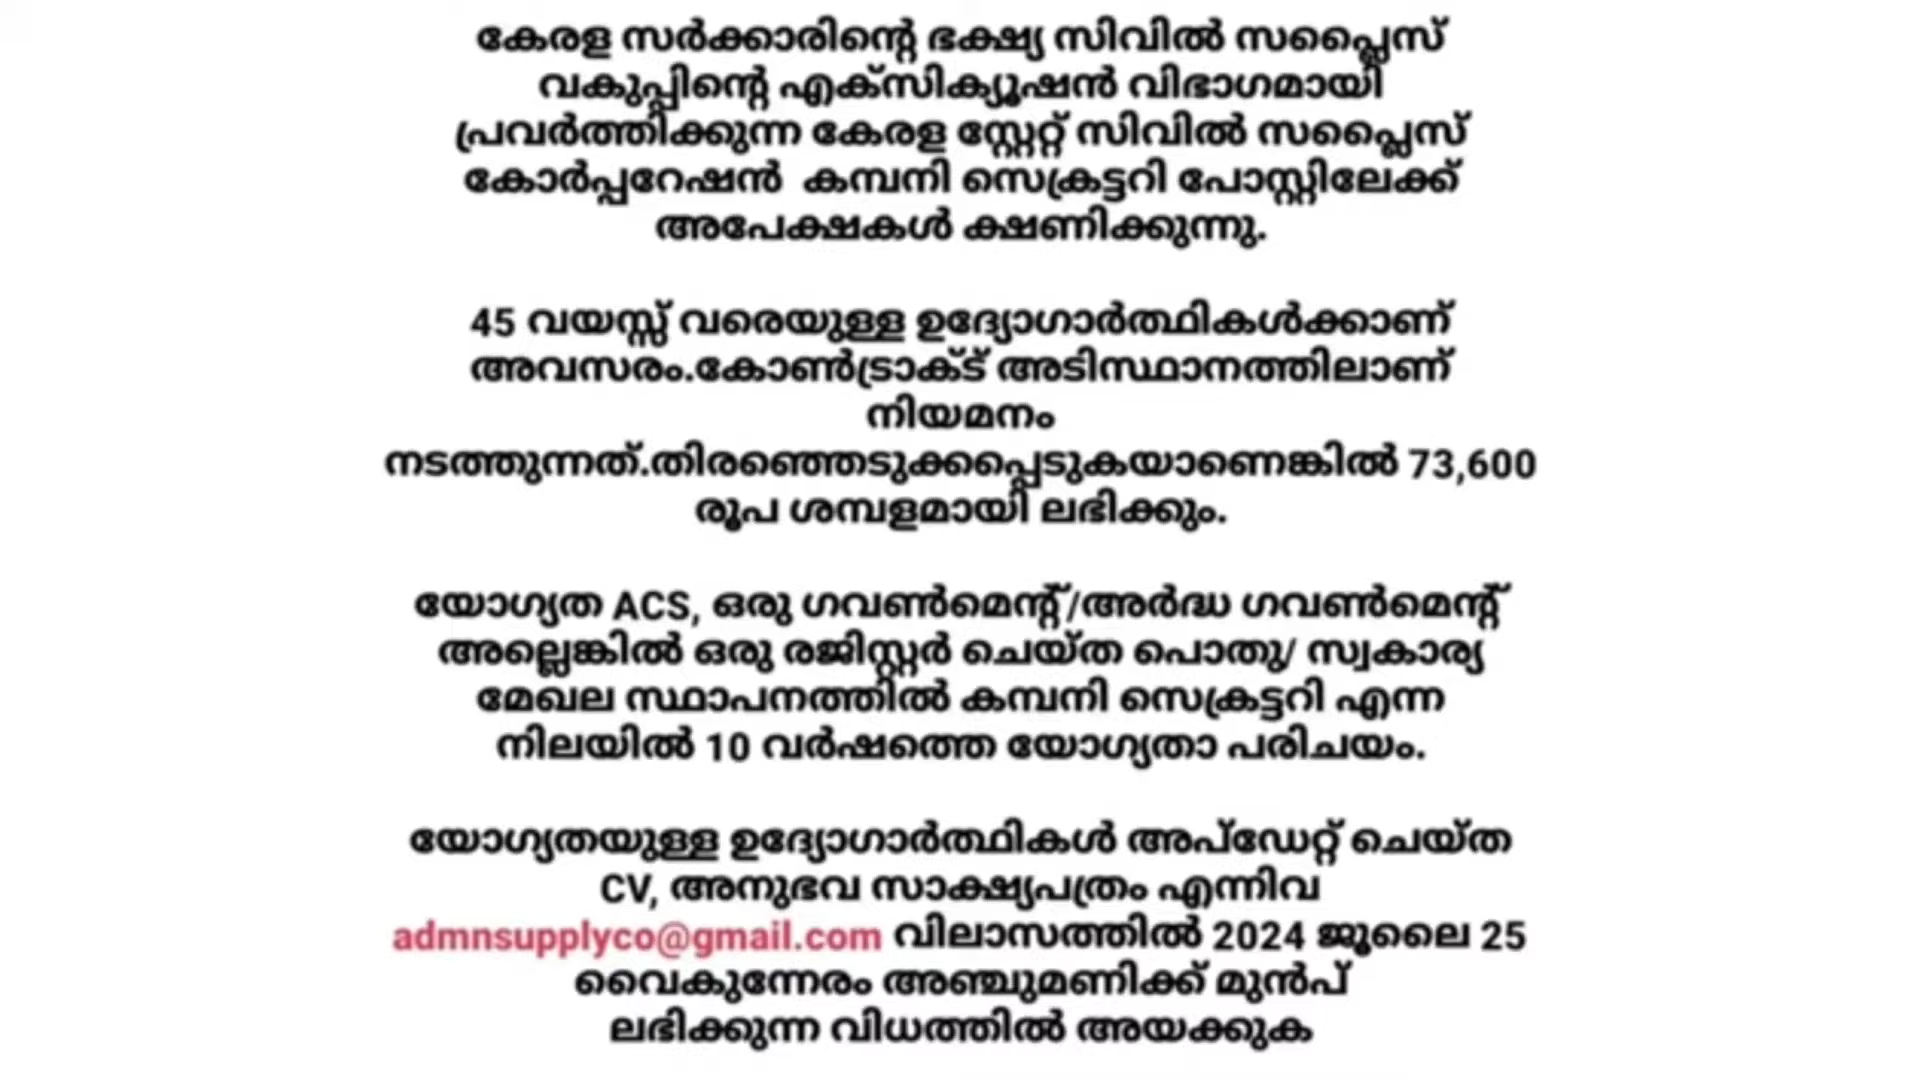 കേരള സർക്കാരിന്റെ ഭക്ഷ്യ സിവിൽ സപ്ലൈസ്
വകുപ്പിന്റെ എക്സിക്യൂഷൻ വിഭാഗമായി
പ്രവർത്തിക്കുന്ന കേരള സ്റ്റേറ്റ് സിവിൽ സപ്ലൈസ്
കോർപ്പറേഷൻ കമ്പനി സെക്രട്ടറി പോസ്റ്റിലേക്ക്
അപേക്ഷകൾ ക്ഷണിക്കുന്നു.
45 വയസ്സ് വരെയുള്ള ഉദ്യോഗാർത്ഥികൾക്കാണ്
അവസരം.കോൺട്രാക്ട് അടിസ്ഥാനത്തിലാണ്
നിയമനം
നടത്തുന്നത്.തിരഞ്ഞെടുക്കപ്പെടുകയാണെങ്കിൽ 73,600
രൂപ ശമ്പളമായി ലഭിക്കും.
യോഗ്യത ACS, ഒരു ഗവൺമെന്റ്/അർദ്ധ ഗവൺമെന്റ്
അല്ലെങ്കിൽ ഒരു രജിസ്റ്റർ ചെയ്ത പൊതു/ സ്വകാര്യ
മേഖല സ്ഥാപനത്തിൽ കമ്പനി സെക്രട്ടറി എന്ന
നിലയിൽ 10 വർഷത്തെ യോഗ്യതാ പരിചയം.
യോഗ്യതയുള്ള ഉദ്യോഗാർത്ഥികൾ അപ്ഡേറ്റ് ചെയ്ത
CV, അനുഭവ സാക്ഷ്യപത്രം എന്നിവ
admnsupplyco@gmail.com വിലാസത്തിൽ 2024 ജൂലൈ 25
വൈകുന്നേരം അഞ്ചുമണിക്ക് മുൻപ്
ലഭിക്കുന്ന വിധത്തിൽ അയക്കുക